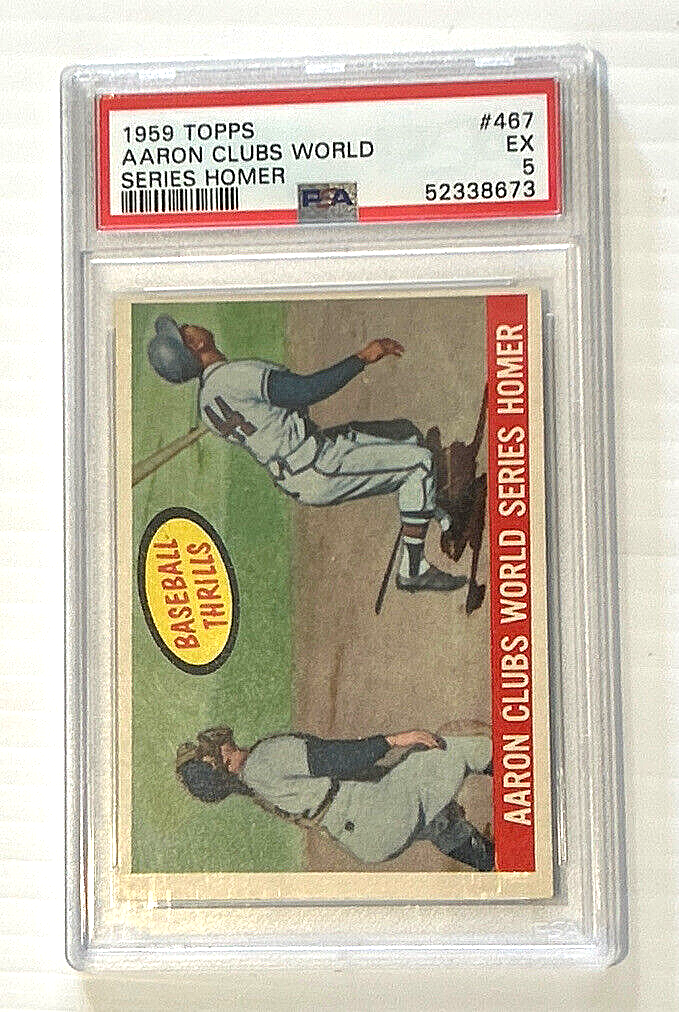 1959 TOPPS #467
AARON CLUBS WORLD EX
SERIES HOMER 5
PSA 52338673
BASEBALL
THRILLS
AARON CLUBS WORLD SERIES HOMER